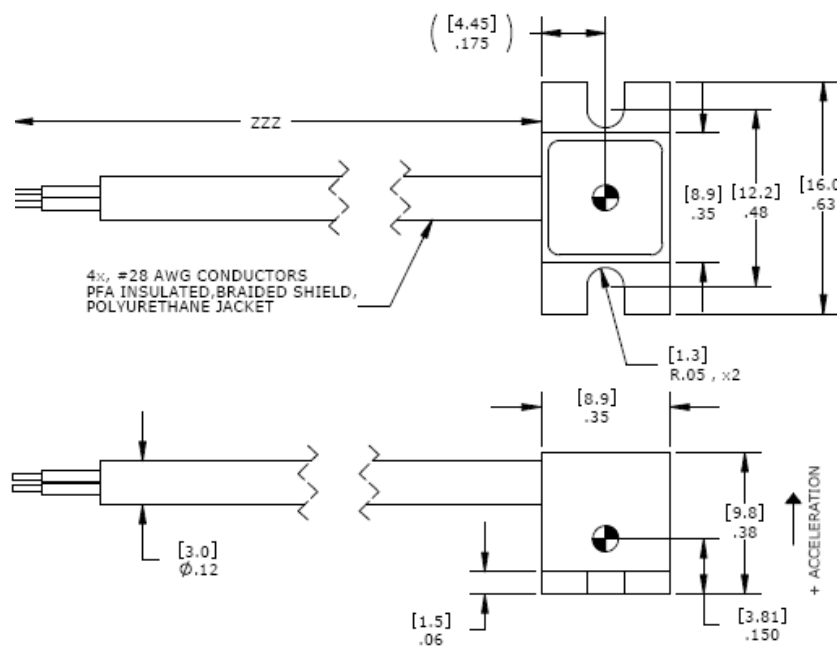 [4.45]
.175
ZZZ
[8.9]
.35
[12.2]
.48
[16.0
.63
4x, #28 AWG CONDUCTORS
PFA INSULATED,BRAIDED SHIELD,
POLYURETHANE JACKET
[1.3]
R.05 , x2
[8.9]
.35
[9.8]
.38
+ ACCELERATION
[3.0]
Ø.12
[1.5]
.06
[3.81]
.150